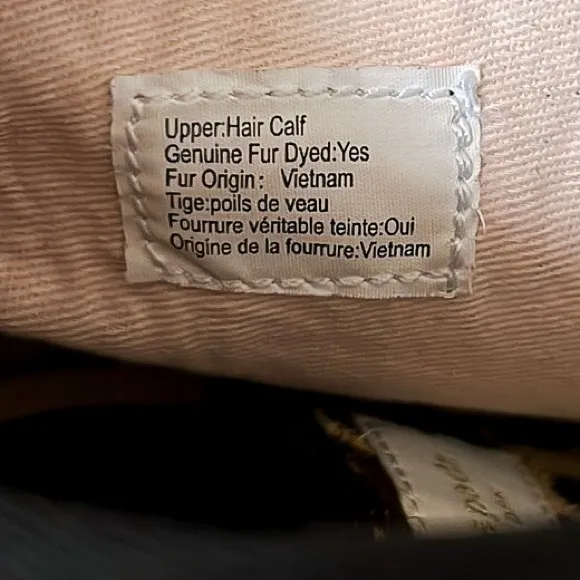 Upper:Hair Calf
Genuine Fur Dyed:Yes
Fur Origin: Vietnam
Tige:poils de veau
Fourrure véritable teinte:Oui
Origine de la fourrure:Vietnam